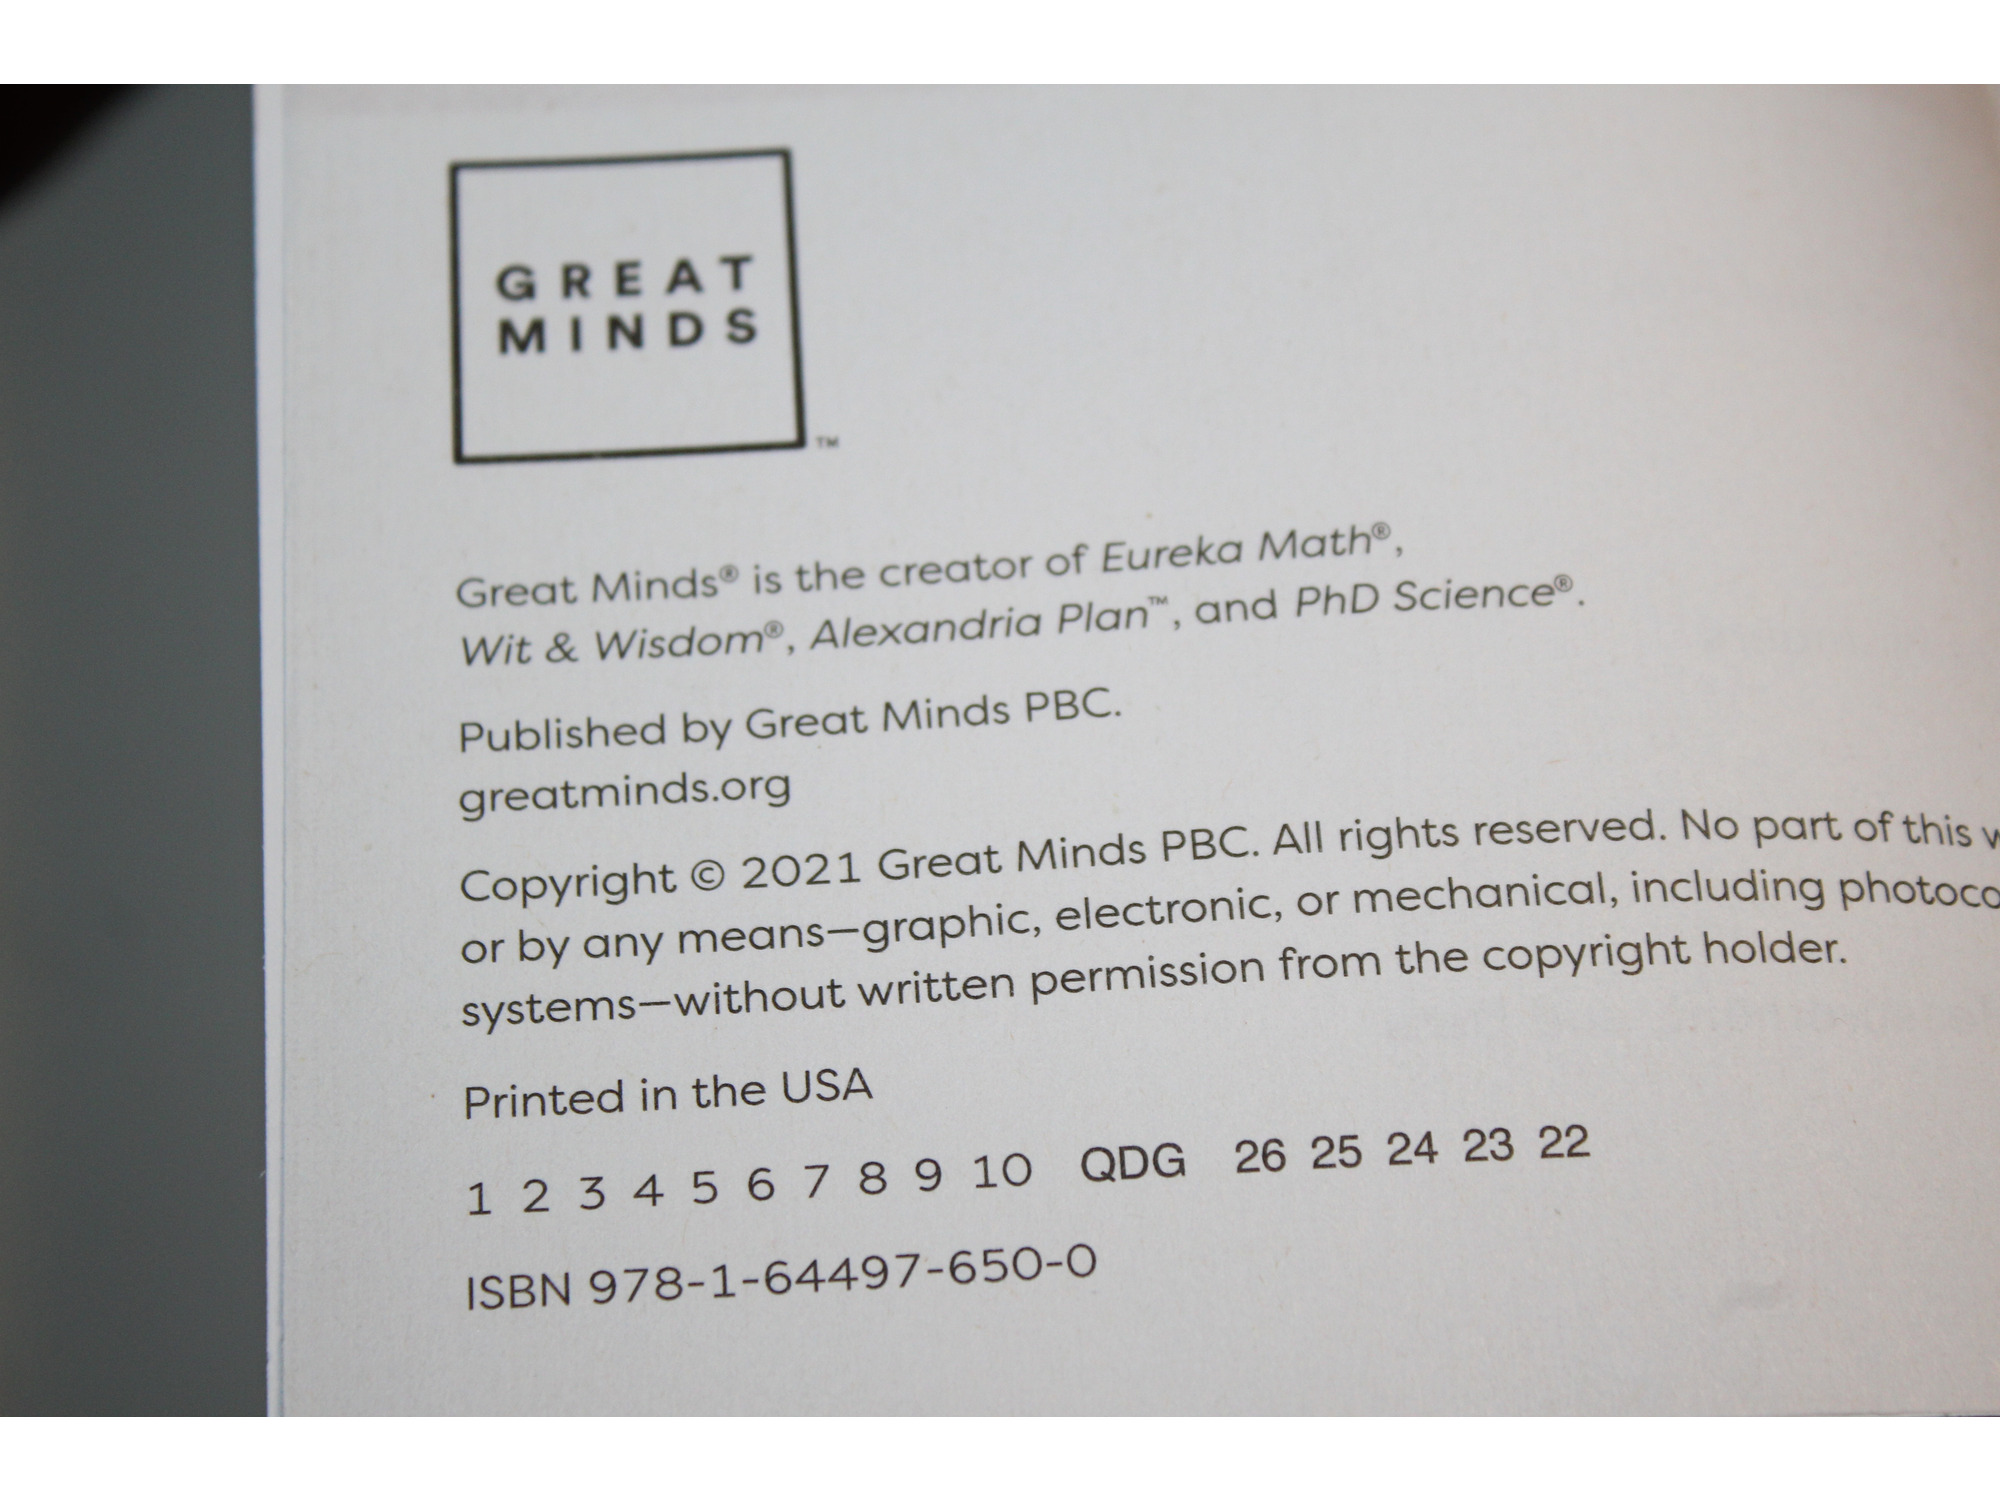 GREAT
MINDS
™
Great Minds® is the creator of Eureka Math®,
Wit & Wisdom®, Alexandria Plan™, and PhD Science®.
Published by Great Minds PBC.
greatminds.org
Copyright © 2021 Great Minds PBC. All rights reserved. No part of this
or by any means—graphic, electronic, or mechanical, including
systems—without written permission from the copyright holder.
Printed in the USA
1 2 3 4 5 6 7 8 9 10 QDG 26 25 24 23 22
ISBN 978-1-64497-650-0